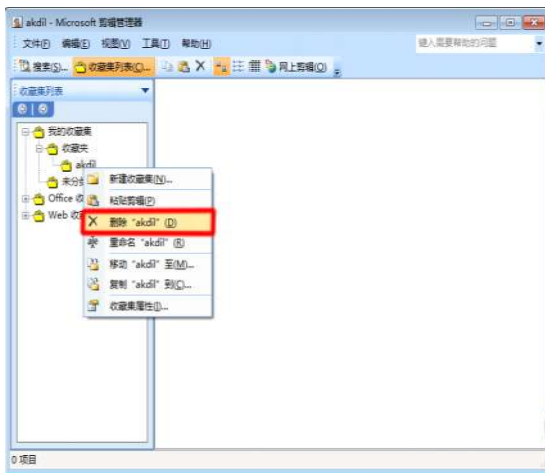 akdil - Microsoft 剪辑管理器
文件(F) 编辑(E) 视图(V) 工具(T) 帮助(H) 键入需要帮助的问题
搜索(S)... 收藏集列表(C)... 网上剪辑(O)
收藏集列表
我的收藏集
收藏夹
akdil
未分
Office 收
Web 收
新建收藏集(N)...
粘贴剪辑(P)
删除 "akdil" (D)
重命名 "akdil" (R)
移动 "akdil" 至(M)...
复制 "akdil" 到(C)...
收藏集属性(I)...
0 项目